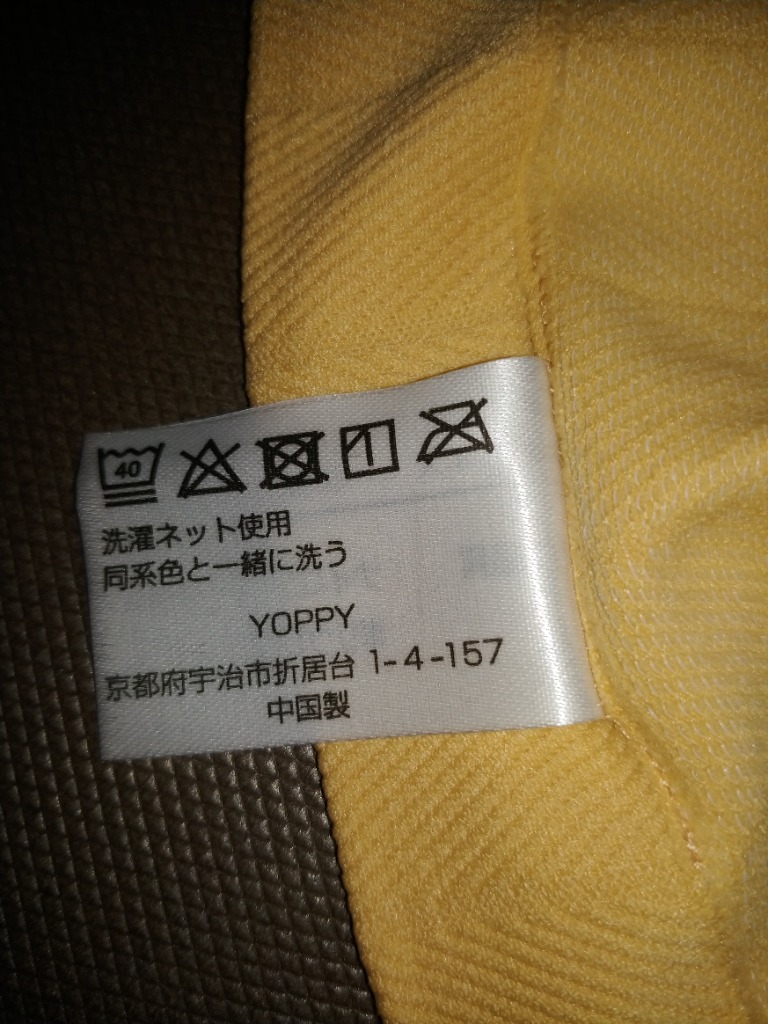 40
洗濯ネット使用
同系色と一緒に洗う
YOPPY
京都府宇治市折居台 1-4-157
中国製